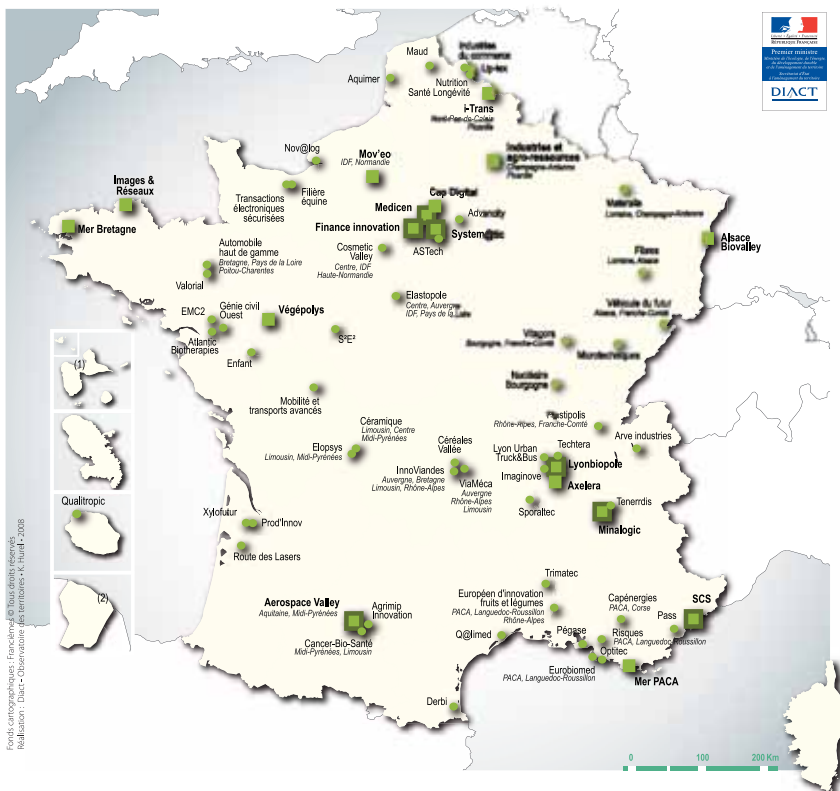 Liberté • Égalité • Fraternité
RÉPUBLIQUE FRANÇAISE
Premier ministre
DIACT
Maud
Industries
du commerce
Up-tex
Aquimer
Nutrition
Santé Longévité
i-Trans
Nord-Pas-de-Calais
Picardie
Nov@log
Mov'eo
IDF, Normandie
Industries et
agro-ressources
Champagne-Ardenne
Picardie
Images &
Réseaux
Transactions
électroniques
sécurisées
Filière
équine
Cap Digital
Medicen
Advancity
Materalia
Lorraine, Champagne-Ardenne
Mer Bretagne
Finance innovation
System@tic
ASTech
Alsace
Biovalley
Automobile
haut de gamme
Bretagne, Pays de la Loire
Poitou-Charentes
Cosmetic
Valley
Centre, IDF
Haute-Normandie
Fibres
Lorraine, Alsace
Valorial
Elastopole
Centre, Auvergne
IDF, Pays de la Loire
Véhicule du futur
Alsace, Franche-Comté
EMC2
Génie civil
Ouest
Végépolys
S²E²
Vitagora
Bourgogne, Franche-Comté
Microtechniques
Atlantic
Biotherapies
Enfant
(1)
Nucléaire
Bourgogne
Mobilité et
transports avancés
Plastipolis
Rhône-Alpes, Franche-Comté
Céramique
Limousin, Centre
Midi-Pyrénées
Elopsys
Limousin, Midi-Pyrénées
Céréales
Vallée
Lyon Urban
Truck&Bus
Techtera
Arve industries
InnoViandes
Auvergne, Bretagne
Limousin, Rhône-Alpes
ViaMéca
Auvergne
Rhône-Alpes
Limousin
Imaginove
Lyonbiopole
Axelera
Qualitropic
Sporaltec
Tenerrdis
Minalogic
Xylofutur
Prod'Innov
Route des Lasers
(2)
Trimatec
Aerospace Valley
Aquitaine, Midi-Pyrénées
Agrimip
Innovation
Européen d'innovation
fruits et légumes
PACA, Languedoc-Roussillon
Rhône-Alpes
Capénergies
PACA, Corse
SCS
Pass
Cancer-Bio-Santé
Midi-Pyrénées, Limousin
Q@limed
Pégase
Risques
PACA, Languedoc-Roussillon
Optitec
Eurobiomed
PACA, Languedoc-Roussillon
Mer PACA
Derbi
0 100 200 Km
Fonds cartographiques : Francièmes © Tous droits réservés
Réalisation : Diact - Observatoire des territoires • K. Hurel • 2008